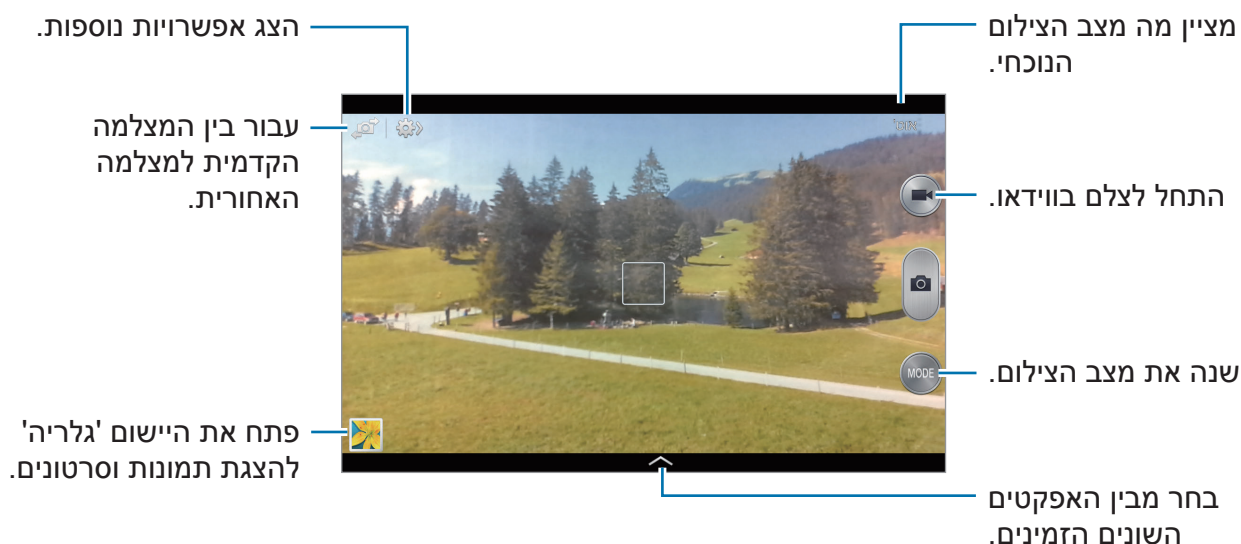 הצג אפשרויות נוספות.
מציין מה מצב הצילום
הנוכחי.
עבור בין המצלמה
הקדמית למצלמה
האחורית.
התחל לצלם בווידאו.
MODE
שנה את מצב הצילום.
פתח את היישום 'גלריה'
להצגת תמונות וסרטונים.
בחר מבין האפקטים
השונים הזמינים.